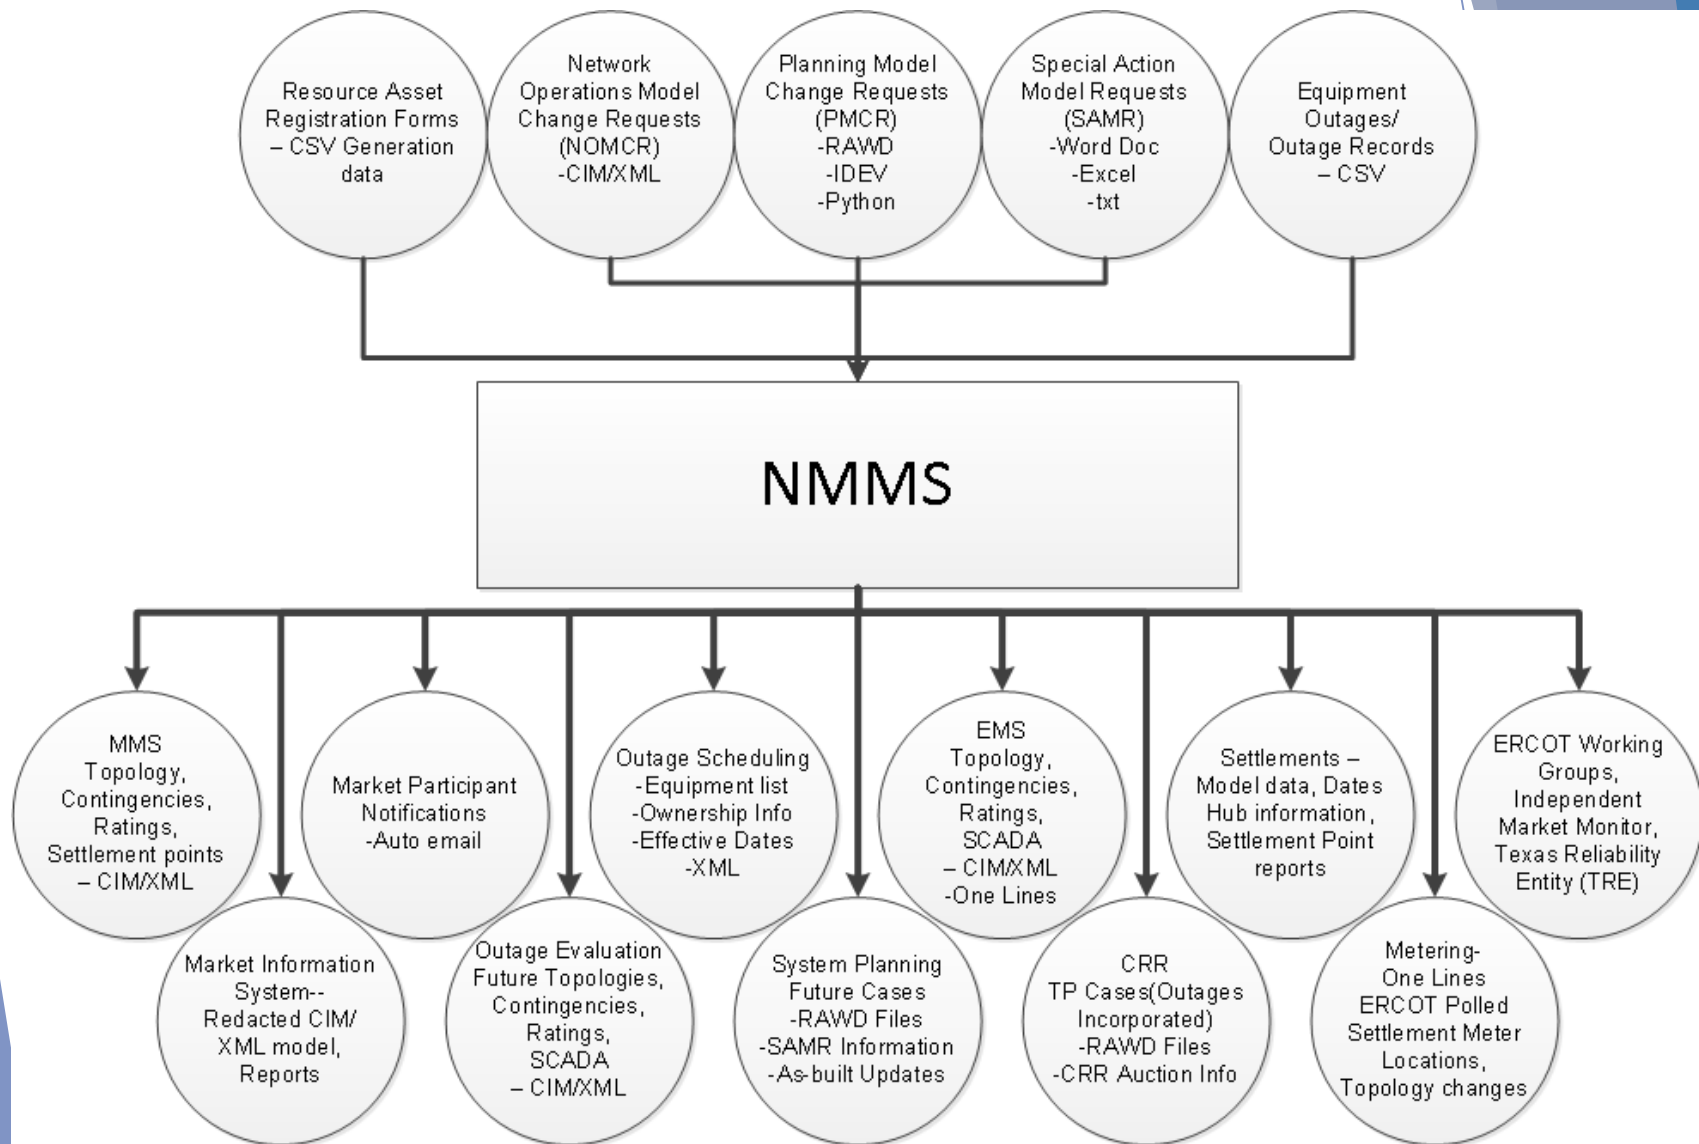 Resource Asset
Registration Forms
– CSV Generation
data
Network
Operations Model
Change Requests
(NOMCR)
-CIM/XML
Planning Model
Change Requests
(PMCR)
-RAWD
-IDEV
-Python
Special Action
Model Requests
(SAMR)
-Word Doc
-Excel
-txt
Equipment
Outages/
Outage Records
– CSV
NMMS
MMS
Topology,
Contingencies,
Ratings,
Settlement points
– CIM/XML
Market Participant
Notifications
-Auto email
Outage Scheduling
-Equipment list
-Ownership Info
-Effective Dates
-XML
EMS
Topology,
Contingencies,
Ratings,
SCADA
– CIM/XML
-One Lines
Settlements –
Model data, Dates
Hub information,
Settlement Point
reports
ERCOT Working
Groups,
Independent
Market Monitor,
Texas Reliability
Entity (TRE)
Market Information
System--
Redacted CIM/
XML model,
Reports
Outage Evaluation
Future Topologies,
Contingencies,
Ratings,
SCADA
– CIM/XML
System Planning
Future Cases
-RAWD Files
-SAMR Information
-As-built Updates
CRR
TP Cases(Outages
Incorporated)
-RAWD Files
-CRR Auction Info
Metering-
One Lines
ERCOT Polled
Settlement Meter
Locations,
Topology changes